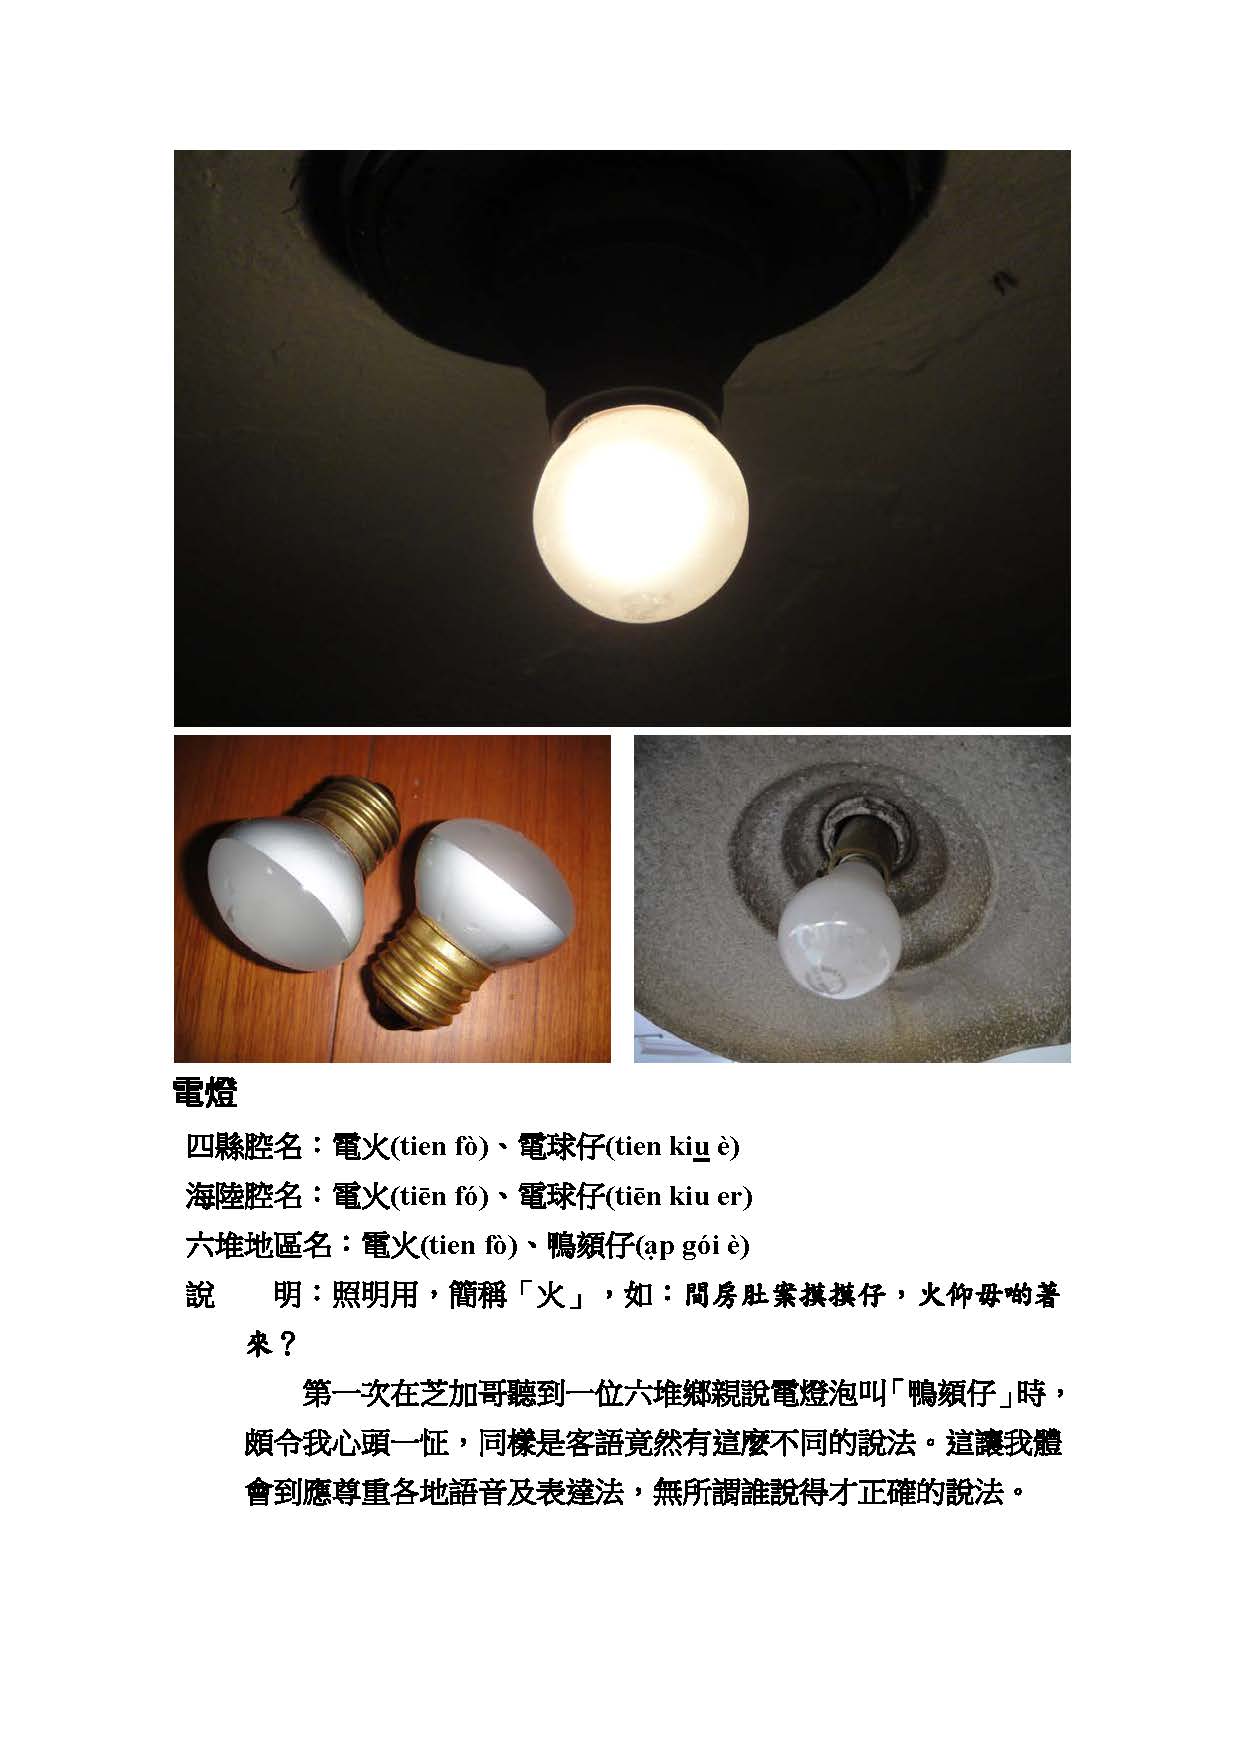 電燈
四縣腔名：電火(tien fò)、電球仔(tien kiu è)
海陸腔名：電火(tiēn fó)、電球仔(tiēn kiu er)
六堆地區名：電火(tien fò)、鴨頦仔(ạp gói è)
說　　明：照明用，簡稱「火」，如：間房肚案摸摸仔，火仰毋啲著
來？
第一次在芝加哥聽到一位六堆鄉親說電燈泡叫「鴨頦仔」時，
頗令我心頭一怔，同樣是客語竟然有這麼不同的說法。這讓我體
會到應尊重各地語音及表達法，無所謂誰說得才正確的說法。